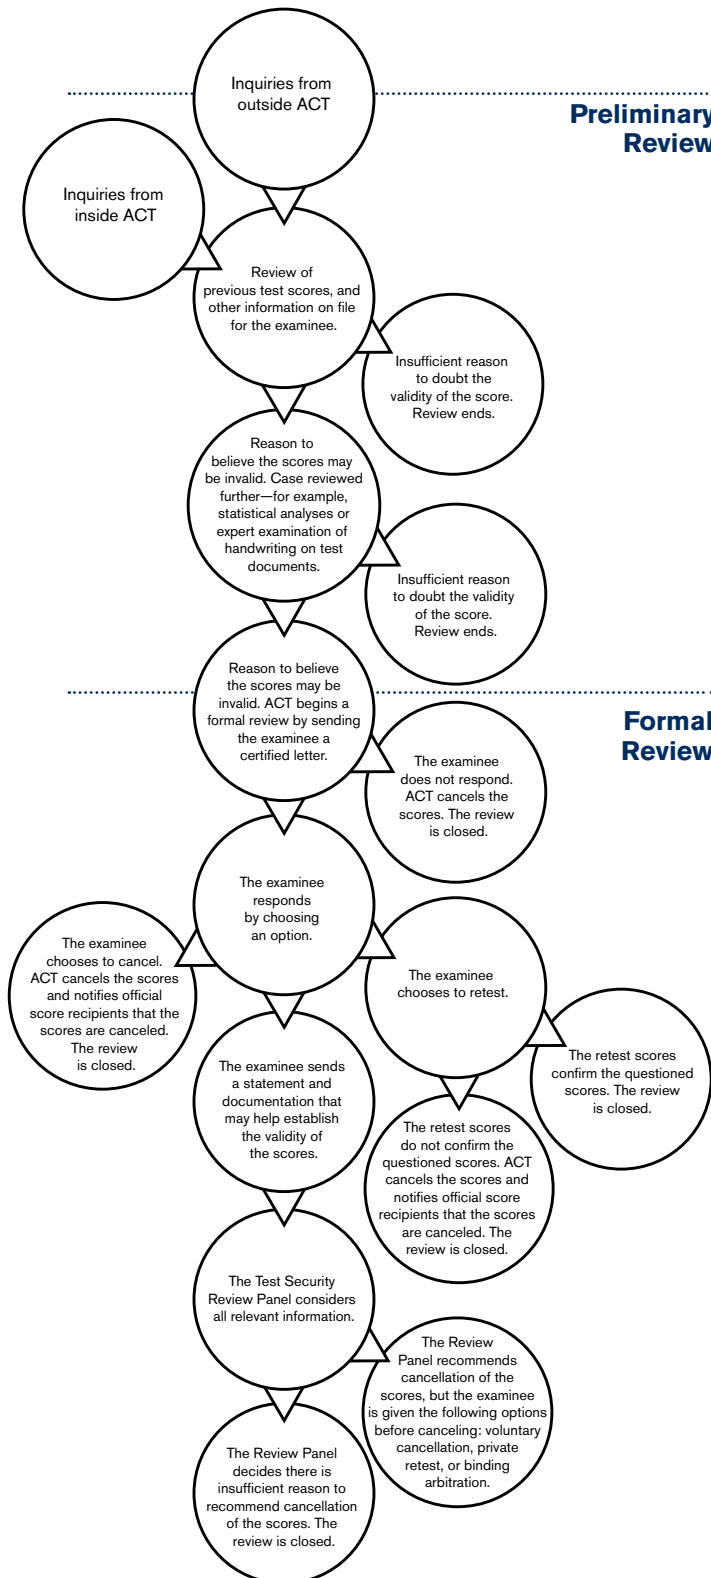 Inquiries from
outside ACT
Preliminary
Review
Inquiries from
inside ACT
Review of
previous test scores, and
other information on file
for the examinee.
Insufficient reason
to doubt the
validity of the score.
Review ends.
Reason to
believe the scores may
be invalid. Case reviewed
further—for example,
statistical analyses or
expert examination of
handwriting on test
documents.
Insufficient reason
to doubt the validity
of the score.
Review ends.
Reason to believe
the scores may be
invalid. ACT begins a
formal review by sending
the examinee a
certified letter.
Formal
Review
The examinee
does not respond.
ACT cancels the
scores. The review
is closed.
The examinee
responds
by choosing
an option.
The examinee
chooses to cancel.
ACT cancels the scores
and notifies official
score recipients that the
scores are canceled.
The review
is closed.
The examinee
chooses to retest.
The retest scores
confirm the questioned
scores. The review
is closed.
The examinee sends
a statement and
documentation that
may help establish
the validity of
the scores.
The retest scores
do not confirm the
questioned scores. ACT
cancels the scores and
notifies official score
recipients that the scores
are canceled. The
review is closed.
The Test Security
Review Panel considers
all relevant information.
The Review
Panel recommends
cancellation of the
scores, but the examinee
is given the following options
before canceling: voluntary
cancellation, private
retest, or binding
arbitration.
The Review Panel
decides there is
insufficient reason to
recommend cancellation
of the scores. The
review is closed.